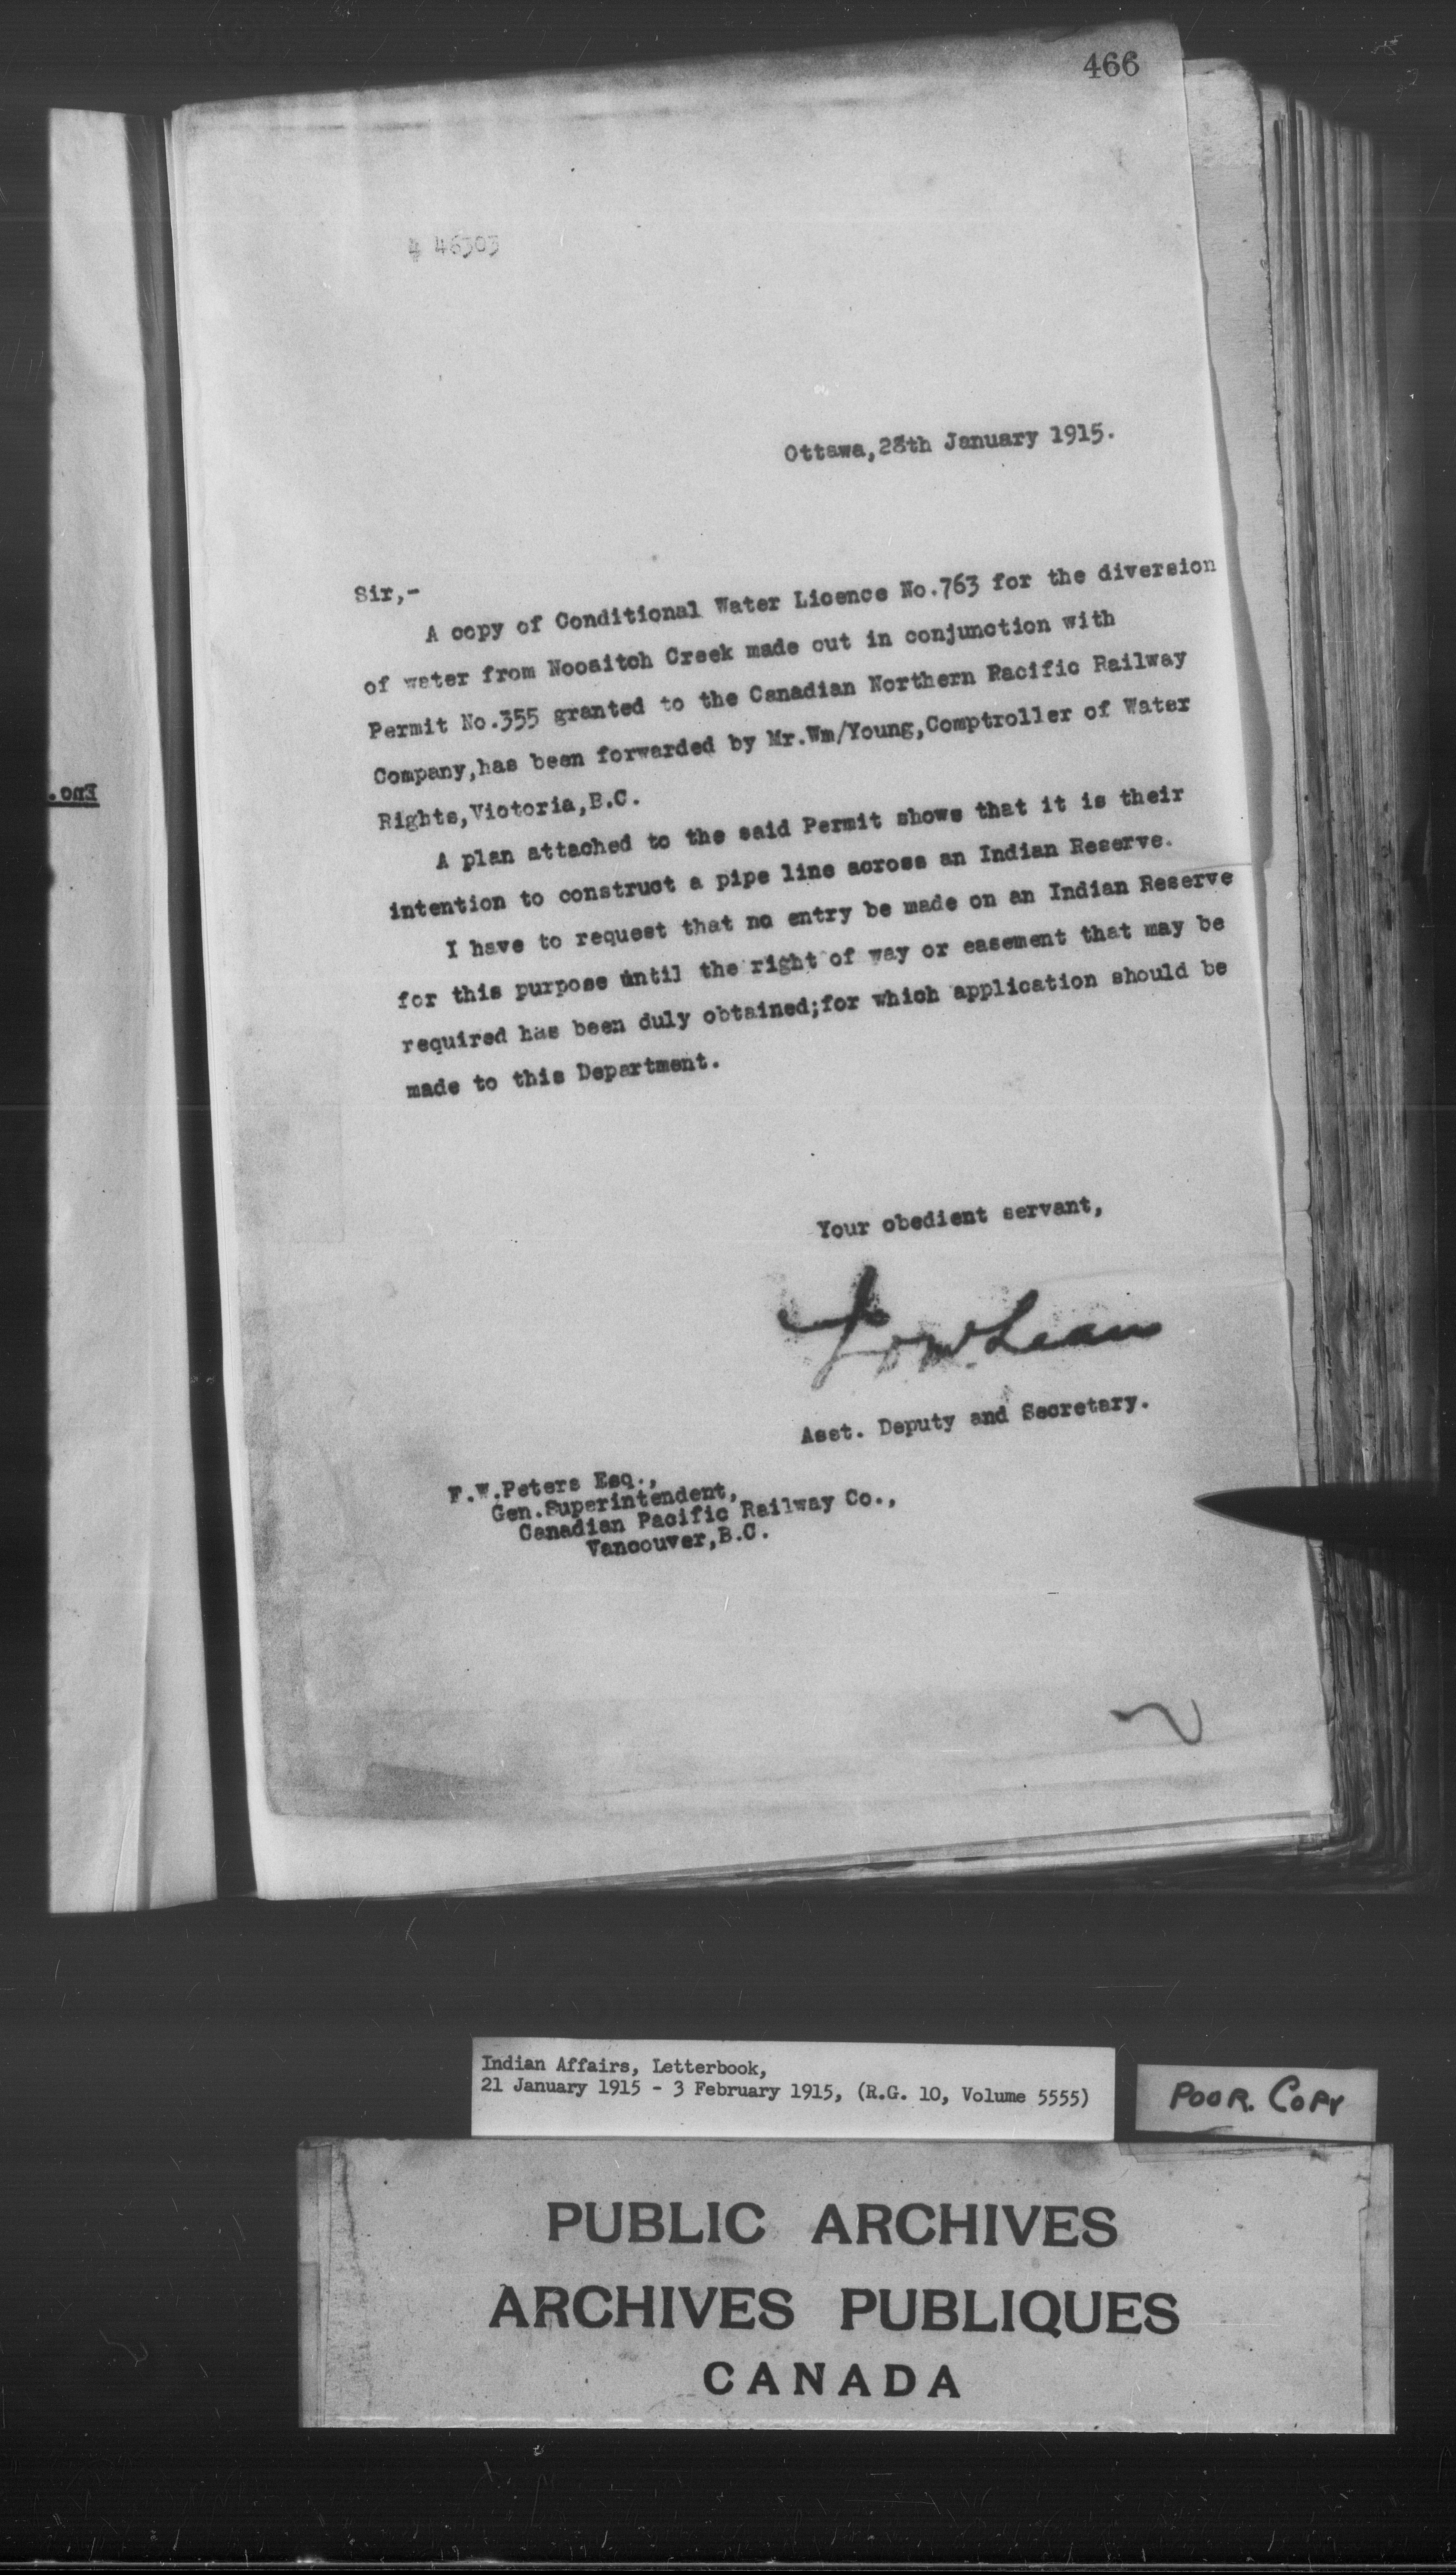 466
# 46303
Ottawa,28th January 1915.
Sir,-
A copy of Conditional Water Licence No.763 for the diversion
of water from Nooaitch Creek made out in conjunction with
Permit No.355 granted to the Canadian Northern Pacific Railway
Company,has been forwarded by Mr.Wm/Young,Comptroller of Water
Rights,Victoria,B.C.
A plan attached to the said Permit shows that it is their
intention to construct a pipe line across an Indian Reserve.
I have to request that no entry be made on an Indian Reserve
for this purpose until the right of way or easement that may be
required has been duly obtained;for which application should be
made to this Department.
Your obedient servant,
Asst. Deputy and Secretary.
F.W.Peters Esq.,
Gen.Superintendent,
Canadian Pacific Railway Co.,
Vancouver,B.C.
Enc.
Indian Affairs, Letterbook,
21 January 1915 - 3 February 1915, (R.G. 10, Volume 5555)
POOR. COPY
PUBLIC ARCHIVES
ARCHIVES PUBLIQUES
CANADA